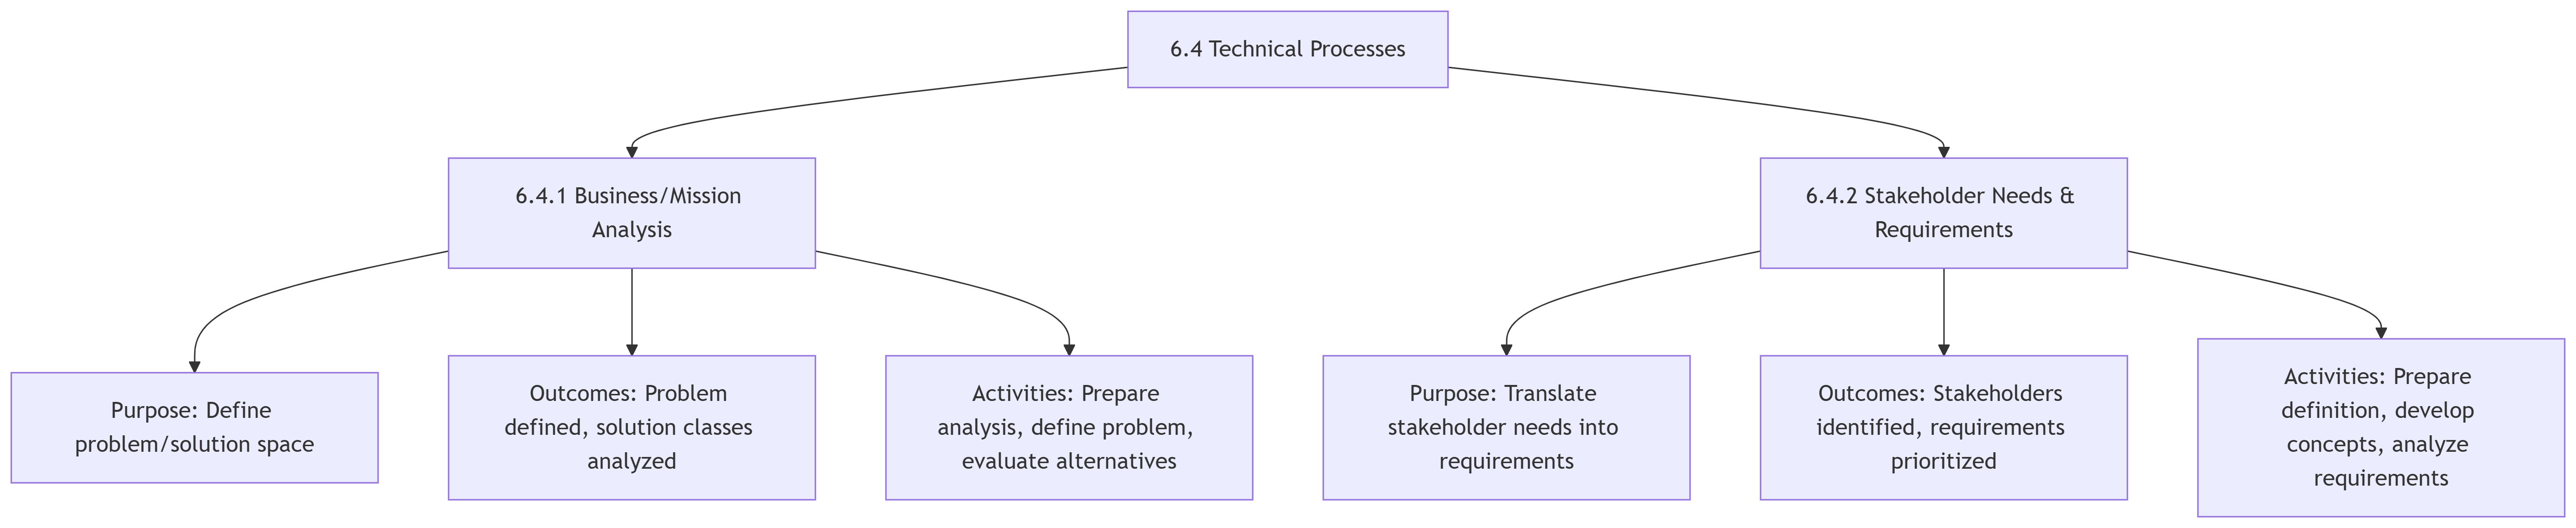 6.4 Technical Processes
6.4.1 Business/Mission
Analysis
6.4.2 Stakeholder Needs &
Requirements
Purpose: Define
problem/solution space
Outcomes: Problem
defined, solution classes
analyzed
Activities: Prepare
analysis, define problem,
evaluate alternatives
Purpose: Translate
stakeholder needs into
requirements
Outcomes: Stakeholders
identified, requirements
prioritized
Activities: Prepare
definition, develop
concepts, analyze
requirements